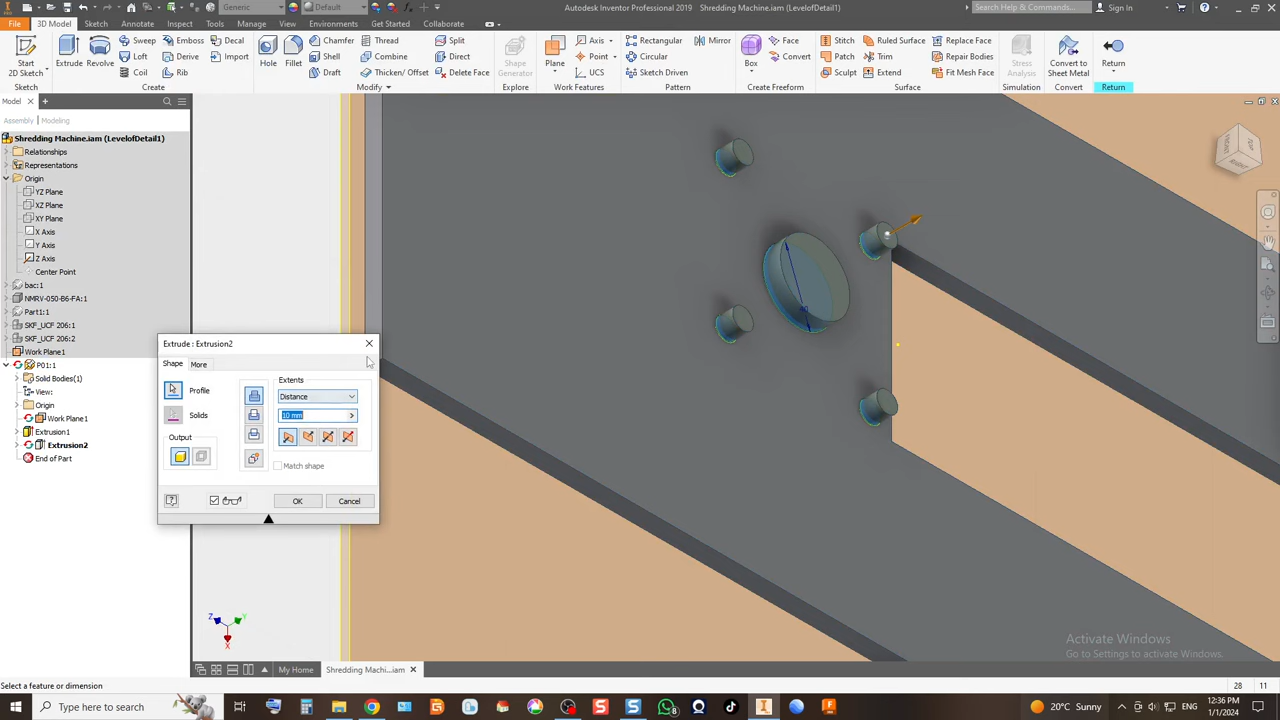 Generic
Default
Autodesk Inventor Professional 2019 Shredding Machine.iam (LevelofDetail1)
Search Help & Commands...
Sign In
File 3D Model Sketch Annotate Inspect Tools Manage View Environments Get Started Collaborate
Start
2D Sketch
Extrude
Revolve
Sweep
Loft
Coil
Emboss
Derive
Rib
Decal
Import
Hole
Fillet
Chamfer
Shell
Draft
Thread
Combine
Thicken/ Offset
Split
Direct
Delete Face
Shape
Generator
Plane
Axis
Point
UCS
Rectangular
Circular
Sketch Driven
Mirror
Box
Face
Convert
Stitch
Patch
Sculpt
Ruled Surface
Trim
Extend
Replace Face
Repair Bodies
Fit Mesh Face
Stress
Analysis
Convert to
Sheet Metal
Return
Sketch Create Modify Explore Work Features Pattern Create Freeform Surface Simulation Convert Return
Model
Assembly Modeling
Shredding Machine.iam (LevelofDetail1)
Relationships
Representations
Origin
YZ Plane
XZ Plane
XY Plane
X Axis
Y Axis
Z Axis
Center Point
bac:1
NMRV-050-B6-FA:1
Part1:1
SKF_UCF 206:1
SKF_UCF 206:2
Work Plane1
P01:1
Solid Bodies(1)
View:
Origin
Work Plane1
Extrusion1
Extrusion2
End of Part
Extrude : Extrusion2
Shape More
Profile
Solids
Output
Extents
Distance
10 mm
Match shape
OK
Cancel
FRONT
TOP
RIGHT
Z
Y
X
Activate Windows
Go to Settings to activate Windows.
My Home
Shredding Machi...iam
Select a feature or dimension
28 11
Type here to search
8
30°C Sunny
12:36 PM
1/1/2024